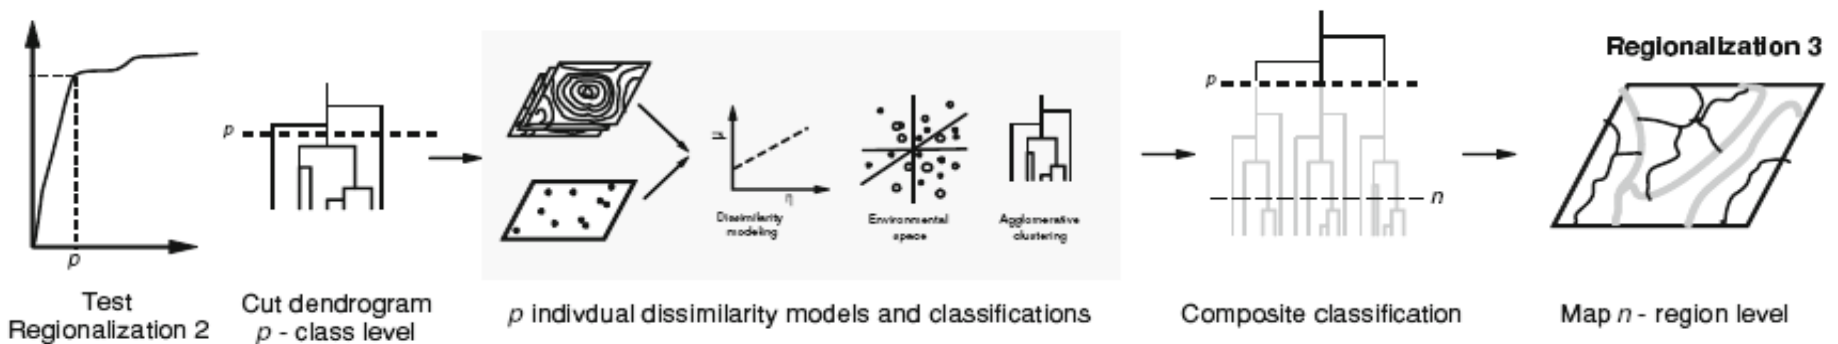 p
Test
Regionalization 2
p
Cut dendrogram
p - class level
μ
η
Dissimilarity
modeling
Environmental
space
Agglomerative
clustering
p indivdual dissimilarity models and classifications
p
n
Composite classification
Regionalization 3
Map n - region level